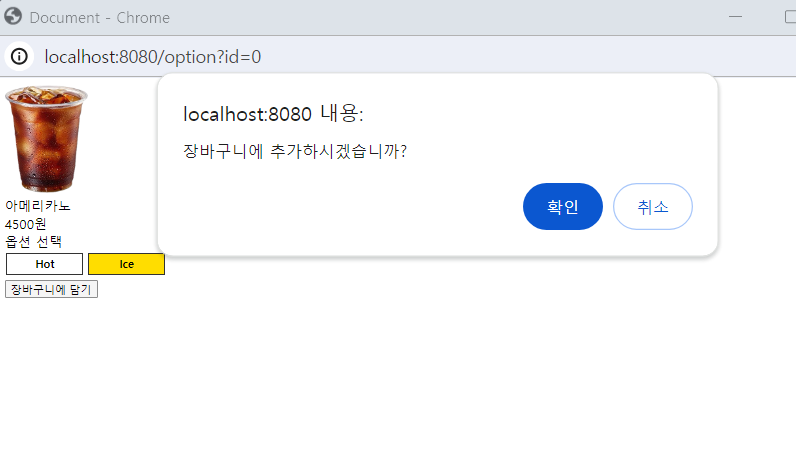 Document - Chrome
localhost:8080/option?id=0
localhost:8080 내용:
장바구니에 추가하시겠습니까?
확인 취소
아메리카노
4500원
옵션 선택
Hot Ice
장바구니에 담기